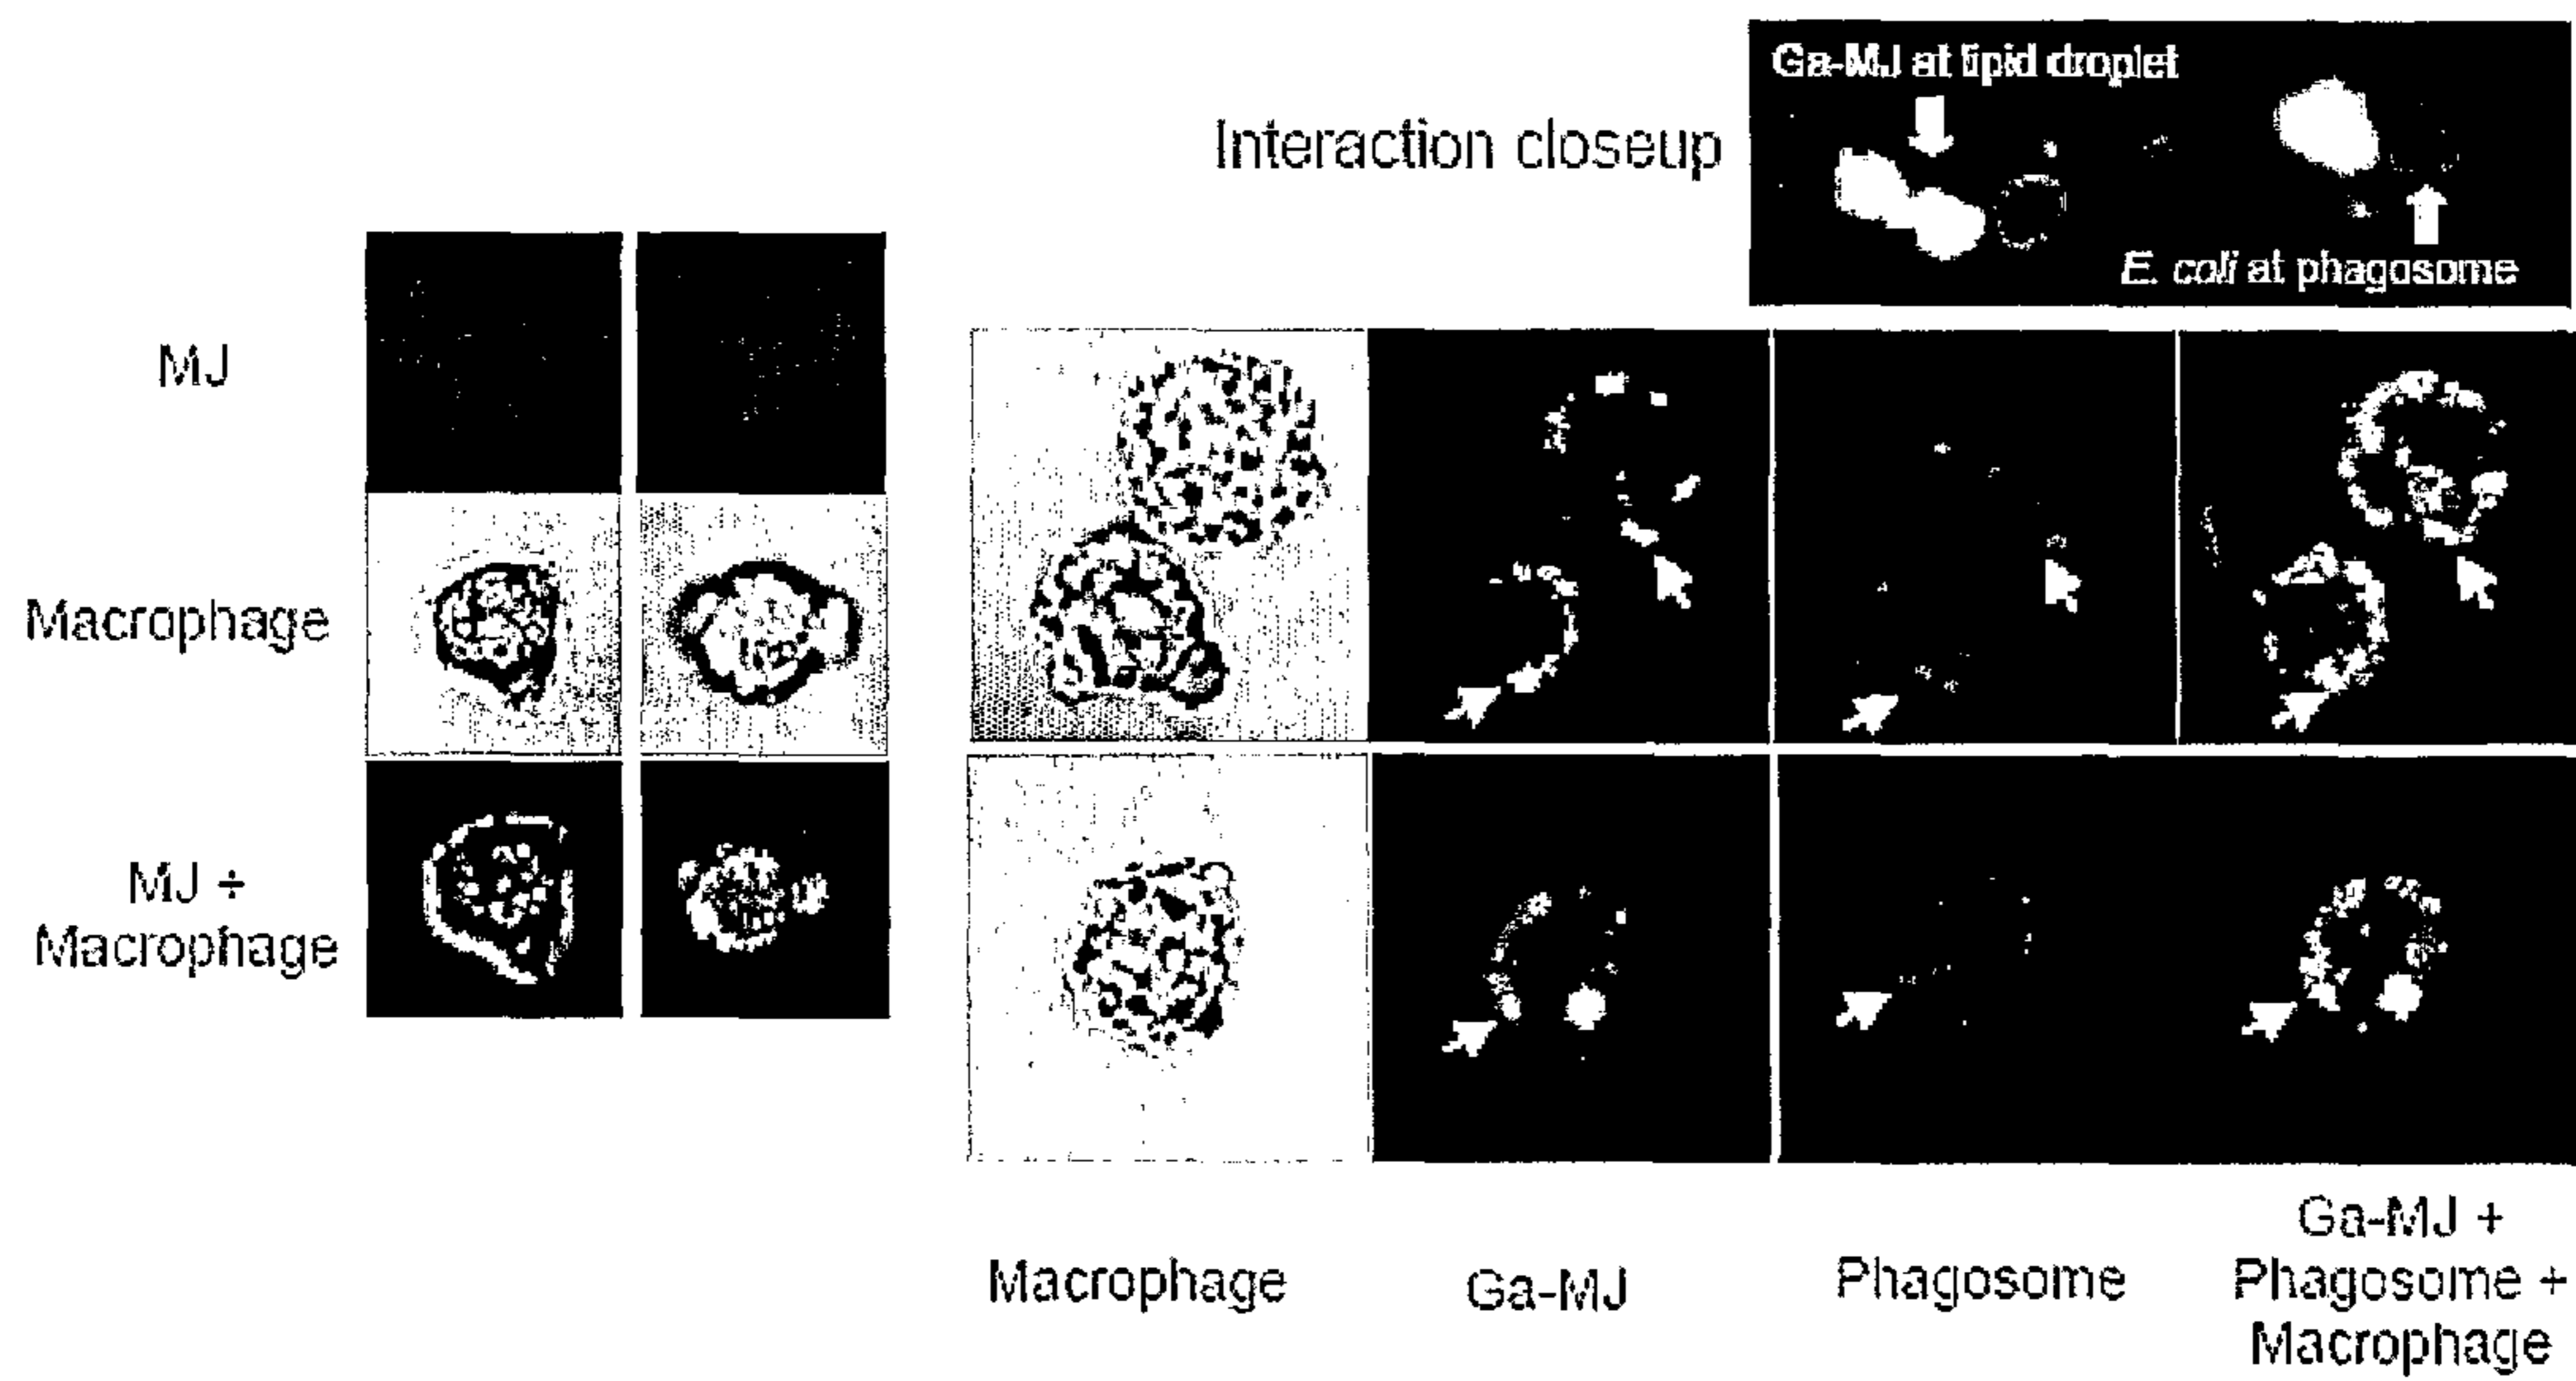 Ga-MJ at lipid droplet
Interaction closeup
E. coli at phagosome
MJ
Macrophage
MJ +
Macrophage
Macrophage
Ga-MJ
Phagosome
Ga-MJ +
Phagosome +
Macrophage